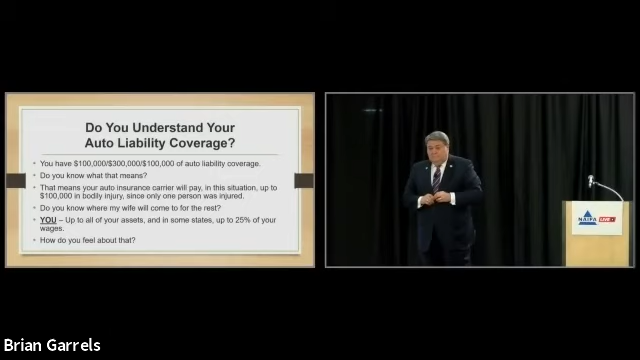 Do You Understand Your
Auto Liability Coverage?
• You have $100,000/$300,000/$100,000 of auto liability coverage.
• Do you know what that means?
• That means your auto insurance carrier will pay, in this situation, up to
$100,000 in bodily injury, since only one person was injured.
• Do you know where my wife will come to for the rest?
• YOU – Up to all of your assets, and in some states, up to 25% of your
wages.
• How do you feel about that?
NAIFA LIVE
Brian Garrels